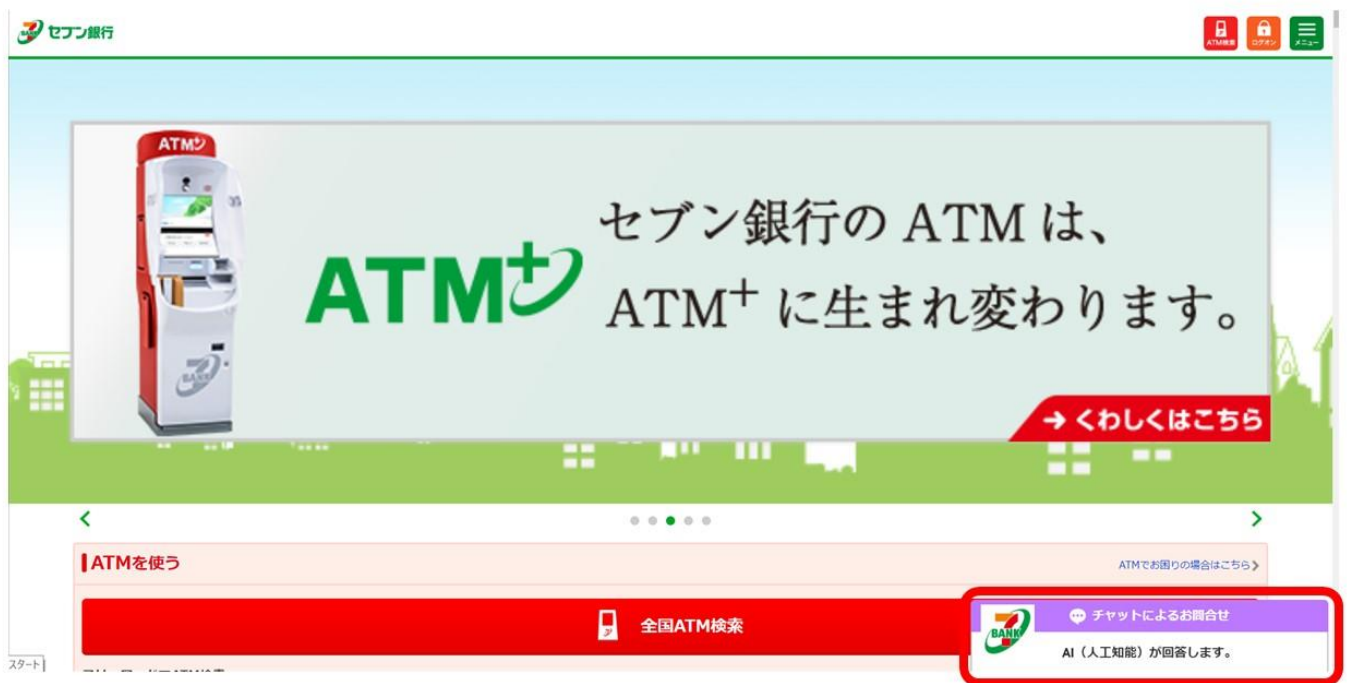 セブン銀行
ATM検索
ログオン
メニュー
ATM+
セブン銀行の ATM は、
ATM+
ATM+ に生まれ変わります。
7
BANK
→ くわしくはこちら
ATMを使う
ATMでお困りの場合はこちら
全国ATM検索
チャットによるお問合せ
7
BANK
AI（人工知能）が回答します。
スタート